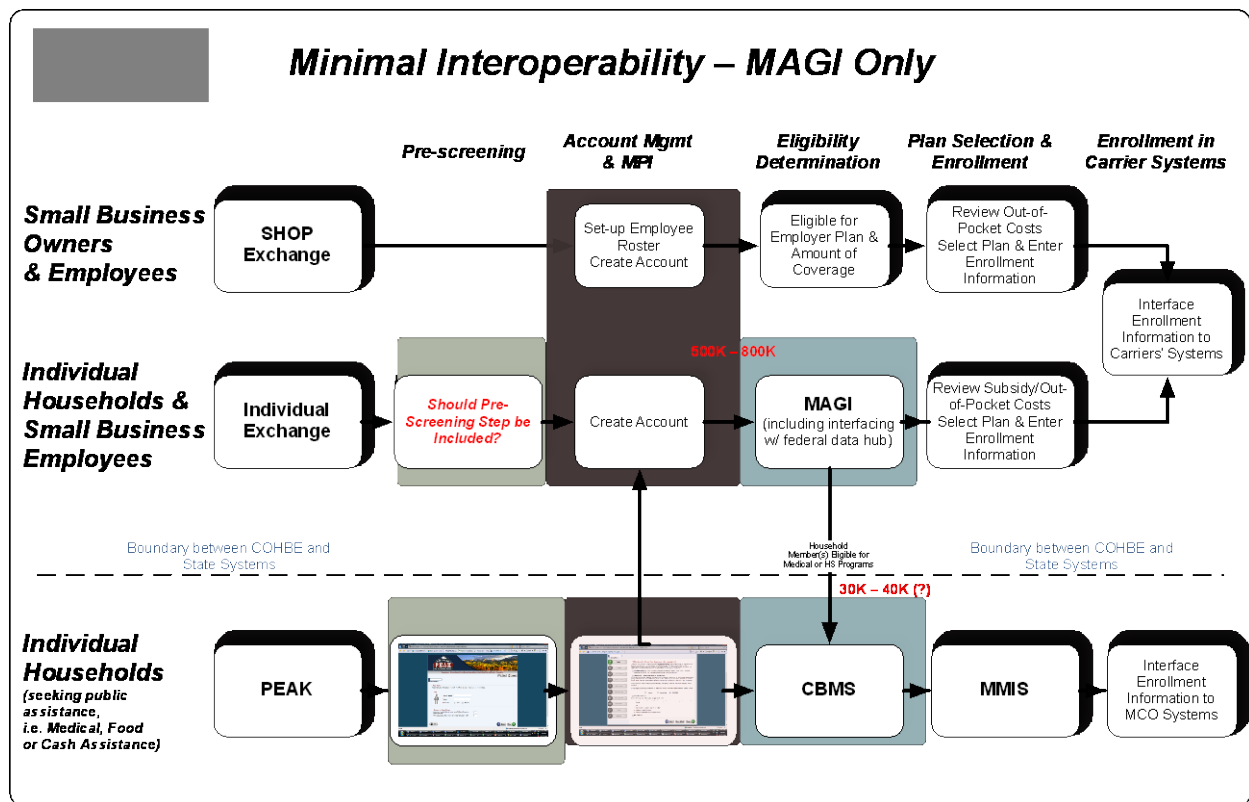 Minimal Interoperability – MAGI Only
Pre-screening
Account Mgmt
& MPI
Eligibility
Determination
Plan Selection &
Enrollment
Enrollment in
Carrier Systems
Small Business
Owners
& Employees
SHOP
Exchange
Set-up Employee
Roster
Create Account
Eligible for
Employer Plan &
Amount of
Coverage
Review Out-of-
Pocket Costs
Select Plan & Enter
Enrollment
Information
Interface
Enrollment
Information to
Carriers' Systems
500K – 800K
Individual
Households &
Small Business
Employees
Individual
Exchange
Should Pre-
Screening Step be
Included?
Create Account
MAGI
(including interfacing
w/ federal data hub)
Review Subsidy/Out-
of-Pocket Costs
Select Plan & Enter
Enrollment
Information
Boundary between COHBE and
State Systems
Household
Member(s) Eligible for
Medical or HS Programs
Boundary between COHBE and
State Systems
30K – 40K (?)
Individual
Households
(seeking public
assistance,
i.e. Medical, Food
or Cash Assistance)
PEAK
PEAK
CBMS
MMIS
Interface
Enrollment
Information to
MCO Systems